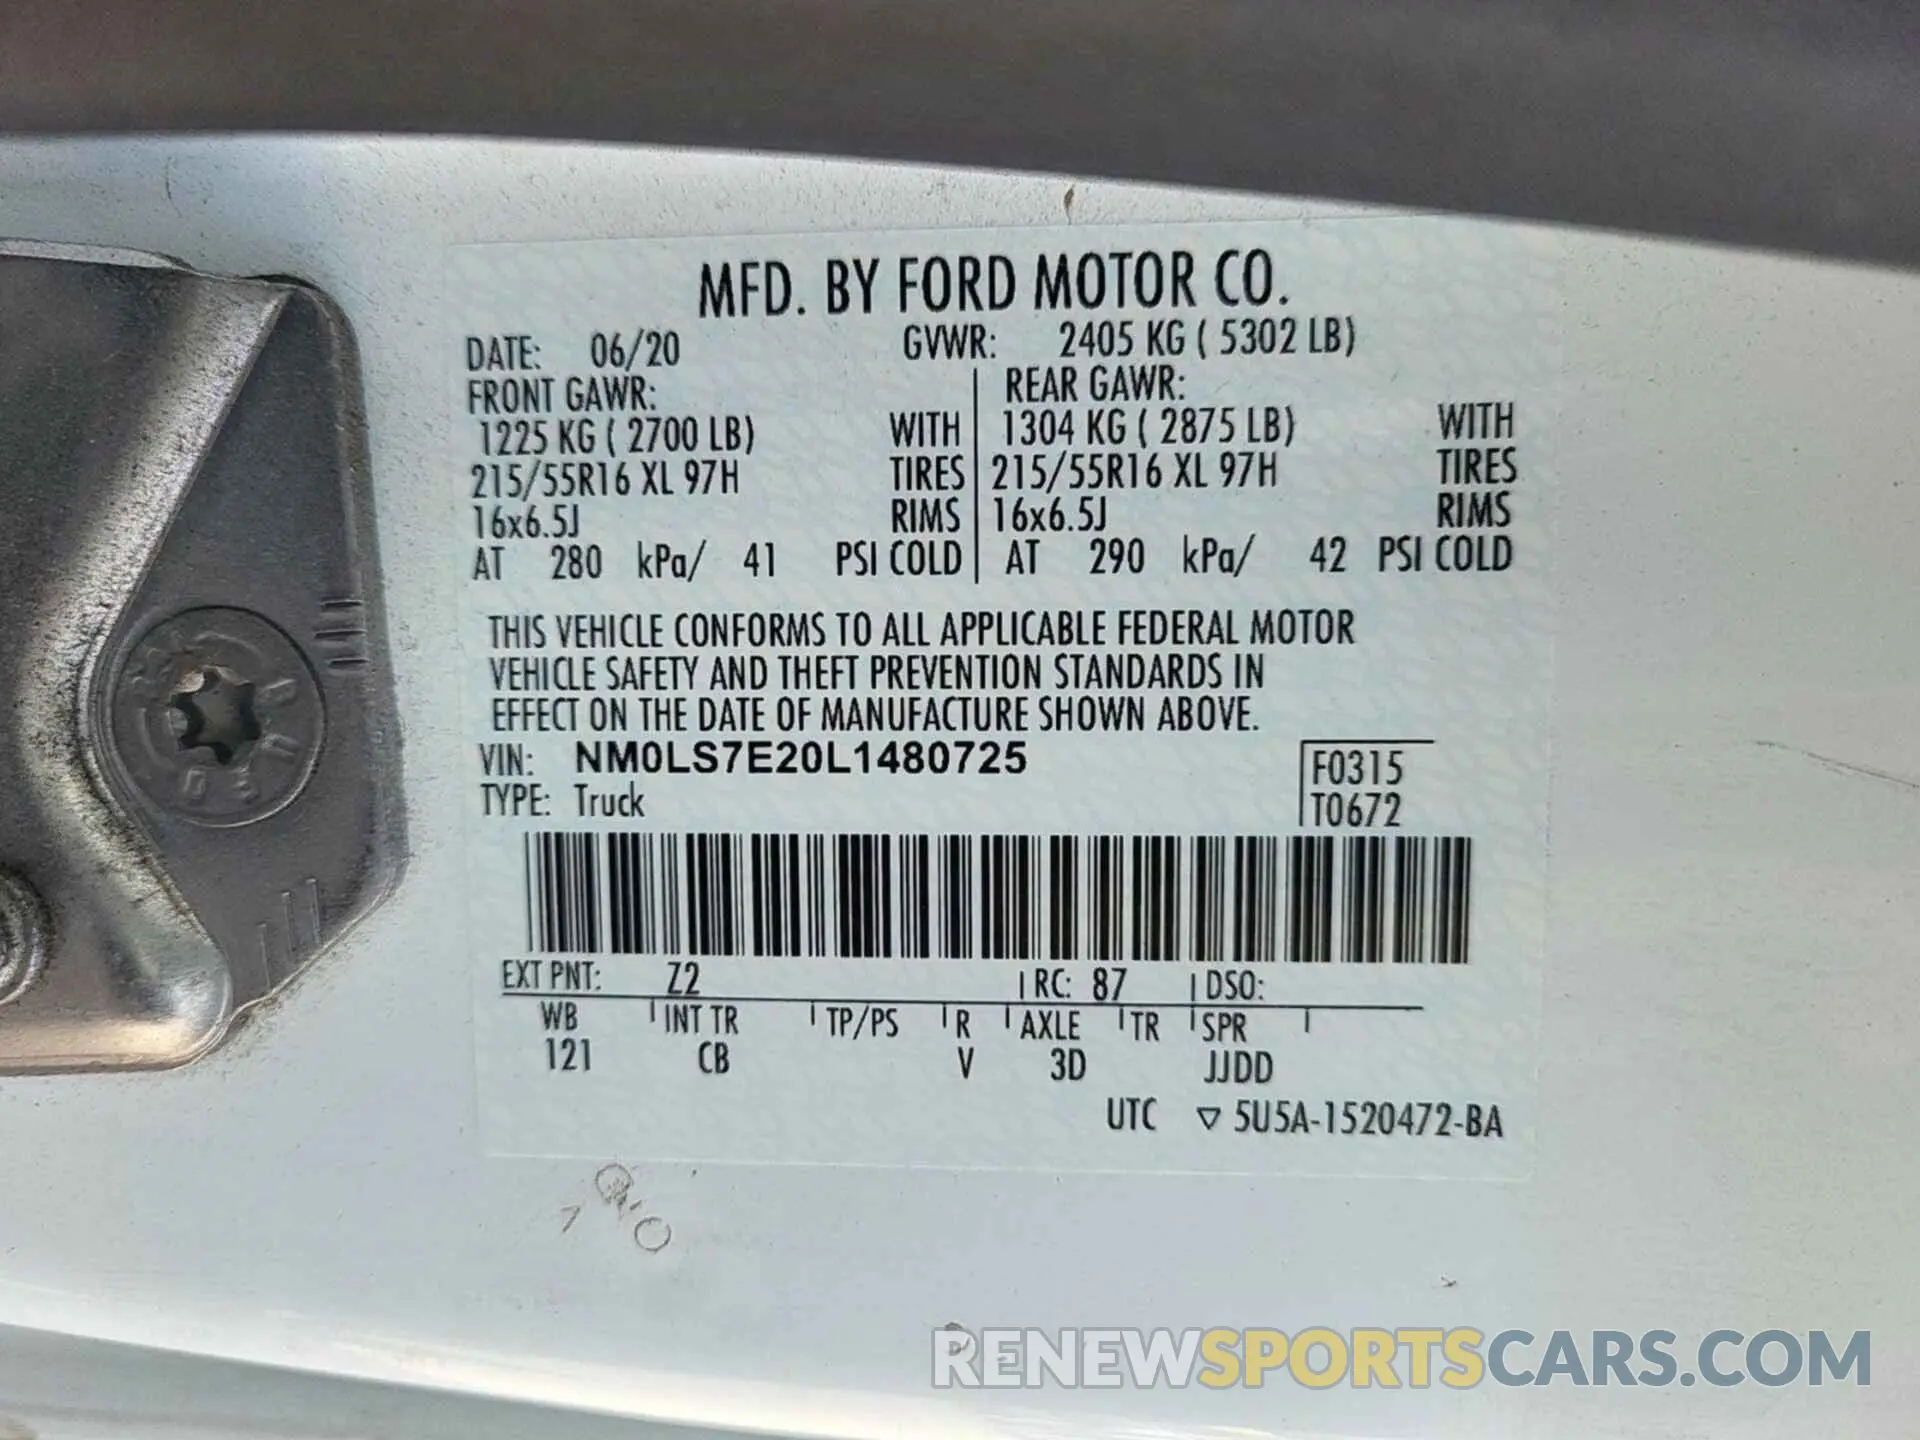 MFD. BY FORD MOTOR CO.
DATE: 06/20 GVWR: 2405 KG ( 5302 LB)
FRONT GAWR: REAR GAWR:
1225 KG ( 2700 LB) WITH 1304 KG ( 2875 LB) WITH
215/55R16 XL 97H TIRES 215/55R16 XL 97H TIRES
16x6.5J RIMS 16x6.5J RIMS
AT 280 kPa/ 41 PSI COLD AT 290 kPa/ 42 PSI COLD
THIS VEHICLE CONFORMS TO ALL APPLICABLE FEDERAL MOTOR
VEHICLE SAFETY AND THEFT PREVENTION STANDARDS IN
EFFECT ON THE DATE OF MANUFACTURE SHOWN ABOVE.
VIN: NM0LS7E20L1480725 F0315
TYPE: Truck T0672
EXT PNT: Z2 RC: 87 DSO:
WB INT TR TP/PS R AXLE TR SPR
121 CB V 3D JJDD
UTC ▽ 5U5A-1520472-BA
RENEWSPORTSCARS.COM